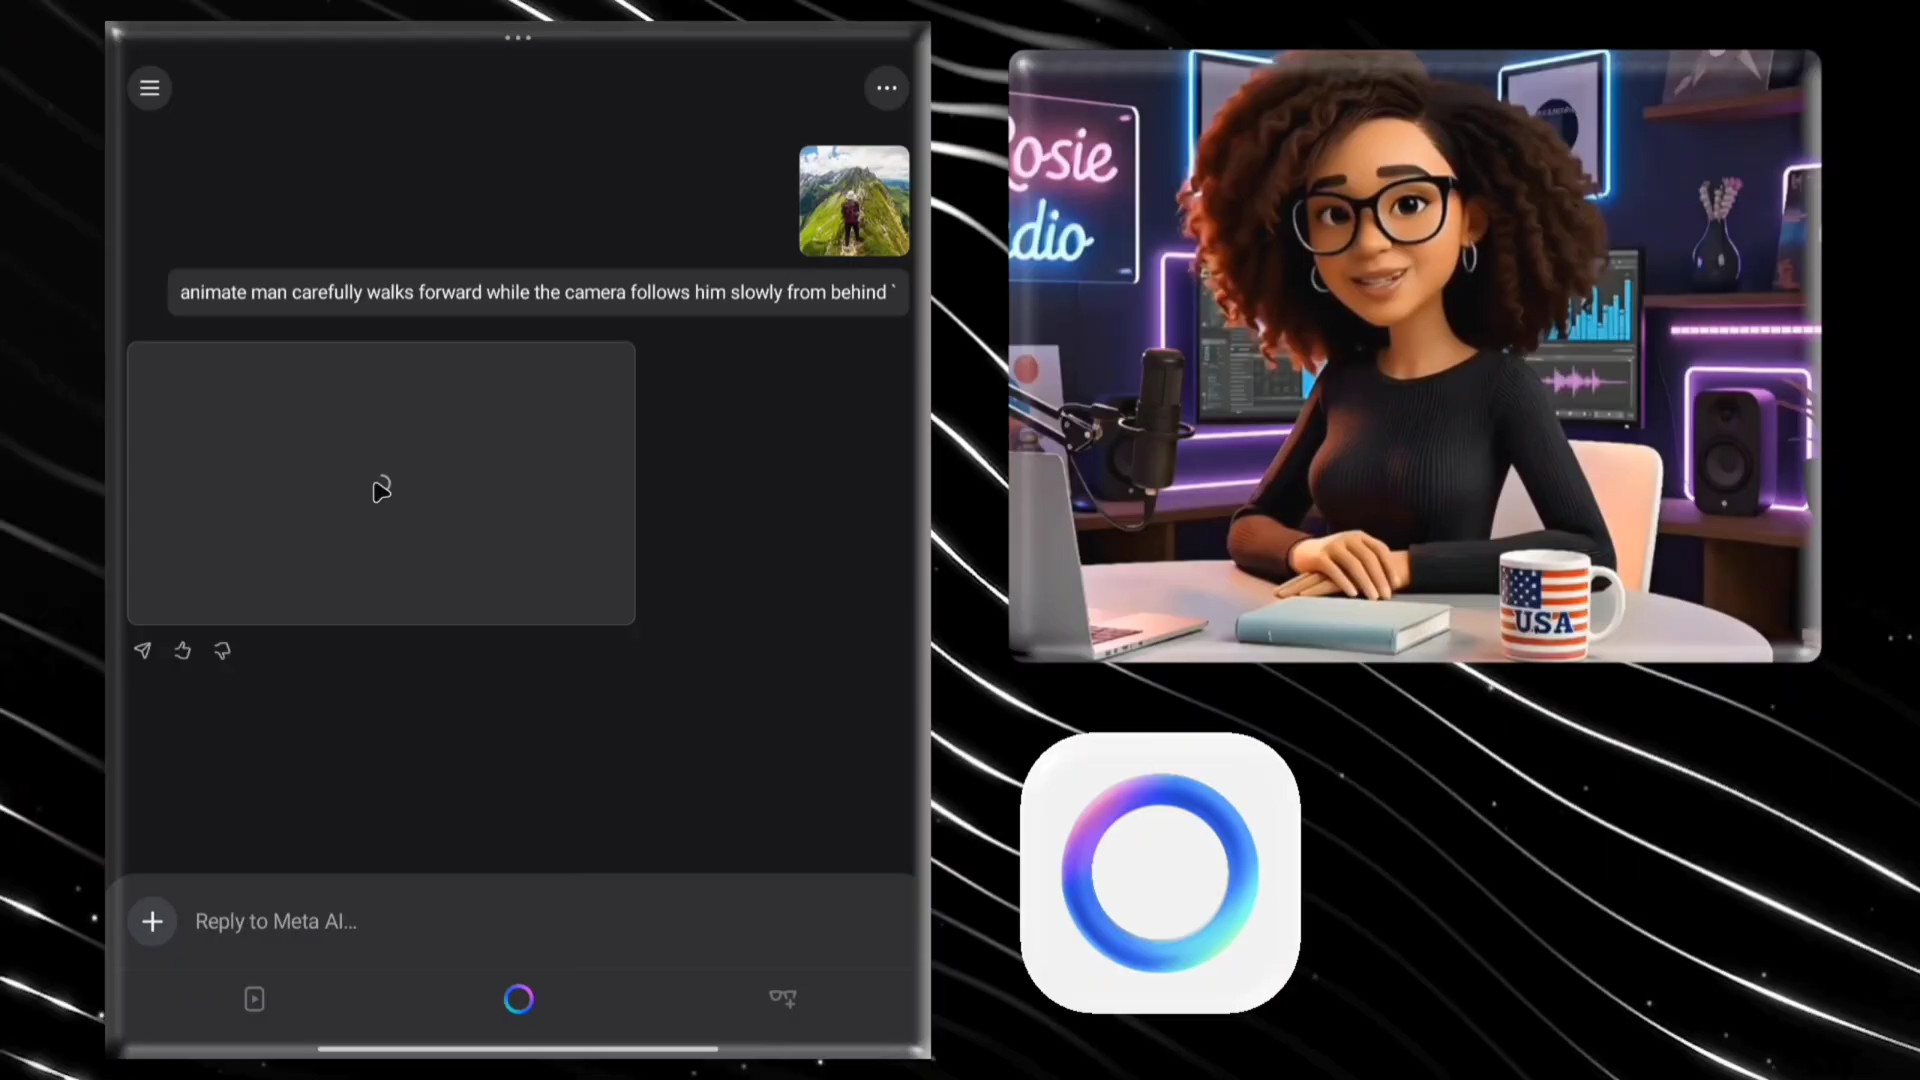 animate man carefully walks forward while the camera follows him slowly from behind `
Reply to Meta AI...
osie
dio
USA